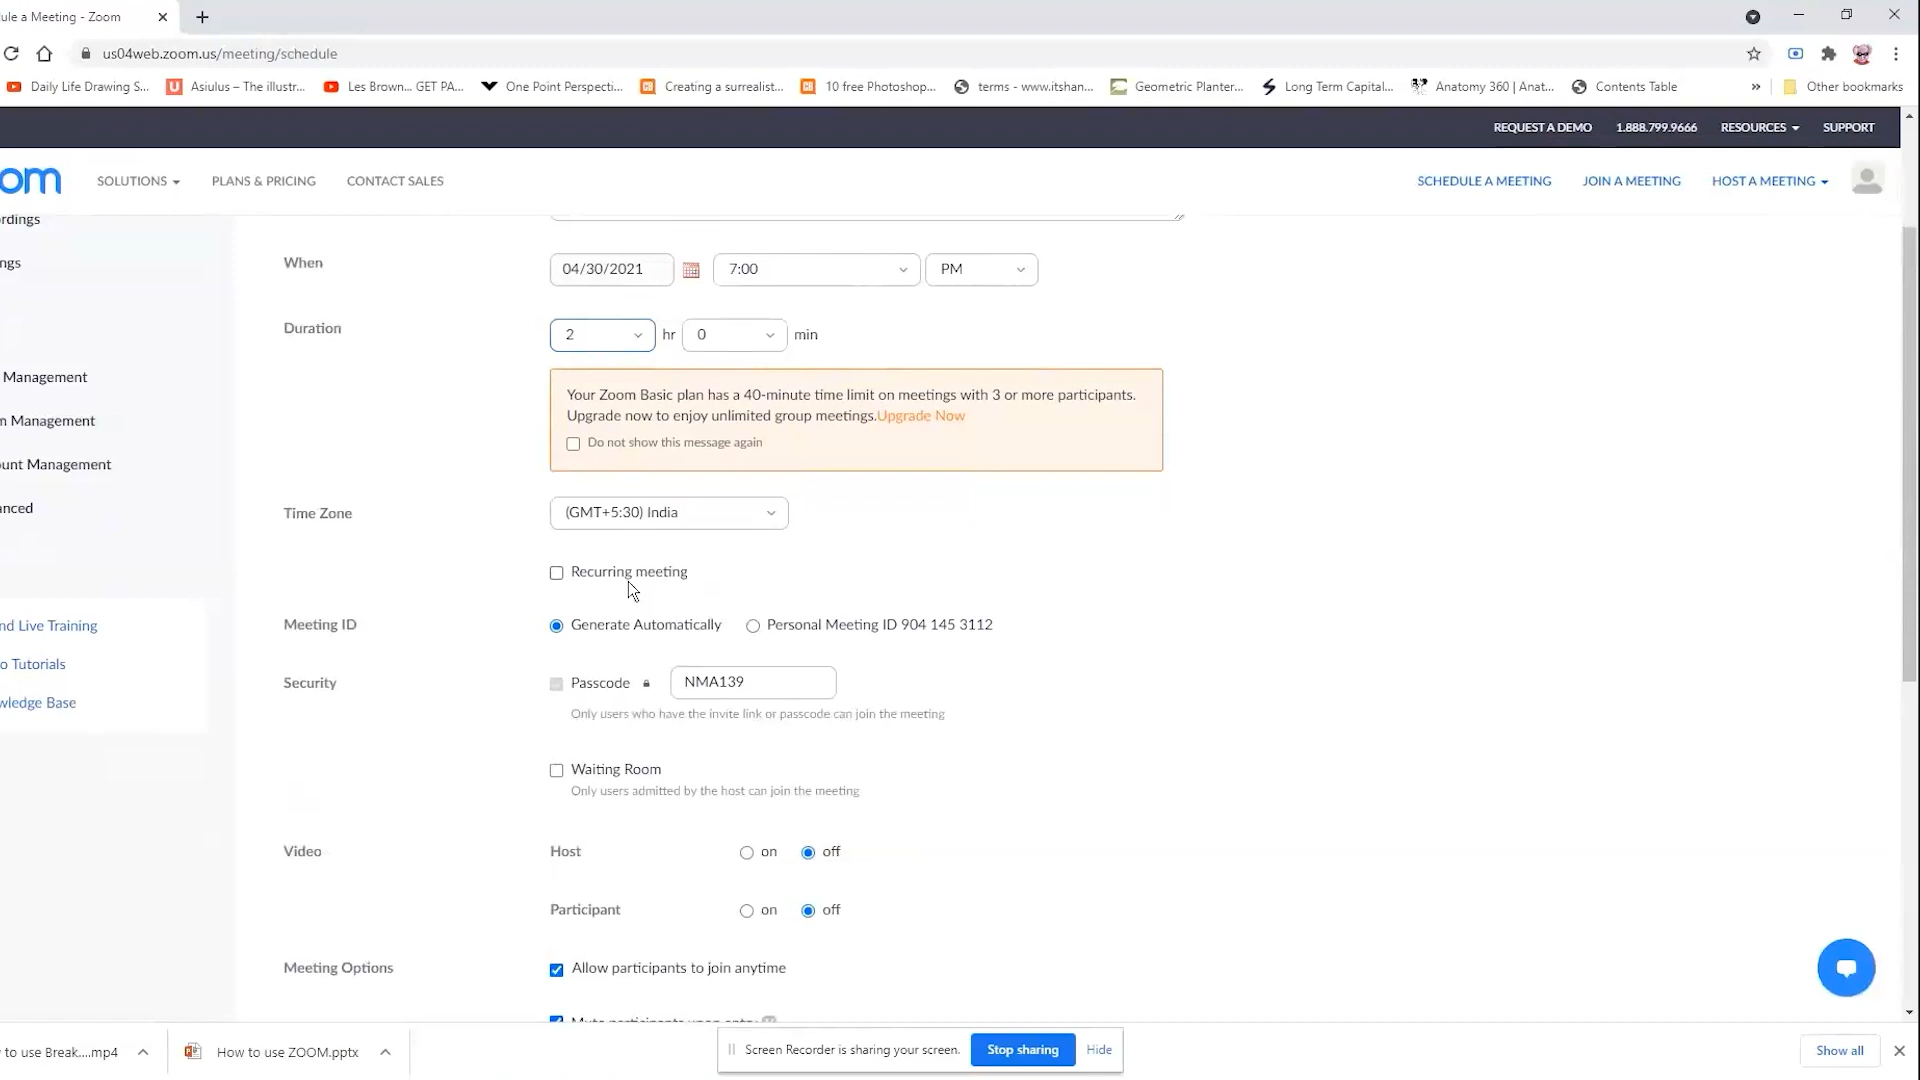 ule a Meeting - Zoom
us04web.zoom.us/meeting/schedule
Daily Life Drawing S... Asiulus – The illustr... Les Brown... GET PA... One Point Perspecti... Creating a surrealist... 10 free Photoshop... terms - www.itshan... Geometric Planter... Long Term Capital... Anatomy 360 | Anat... Contents Table » Other bookmarks
REQUEST A DEMO 1.888.799.9666 RESOURCES SUPPORT
om SOLUTIONS PLANS & PRICING CONTACT SALES SCHEDULE A MEETING JOIN A MEETING HOST A MEETING
rdings
ngs
Management
m Management
ount Management
anced
nd Live Training
o Tutorials
wledge Base
When 04/30/2021 7:00 PM
Duration 2 hr 0 min
Your Zoom Basic plan has a 40-minute time limit on meetings with 3 or more participants.
Upgrade now to enjoy unlimited group meetings.Upgrade Now
Do not show this message again
Time Zone (GMT+5:30) India
Recurring meeting
Meeting ID Generate Automatically Personal Meeting ID 904 145 3112
Security Passcode NMA139
Only users who have the invite link or passcode can join the meeting
Waiting Room
Only users admitted by the host can join the meeting
Video Host on off
Participant on off
Meeting Options Allow participants to join anytime
Mute participants upon entry
to use Break....mp4 How to use ZOOM.pptx Screen Recorder is sharing your screen. Stop sharing Hide Show all